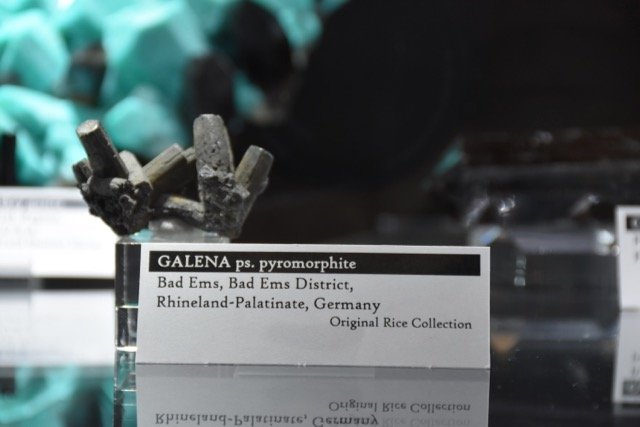 GALENA ps. pyromorphite
Bad Ems, Bad Ems District,
Rhineland-Palatinate, Germany
Original Rice Collection